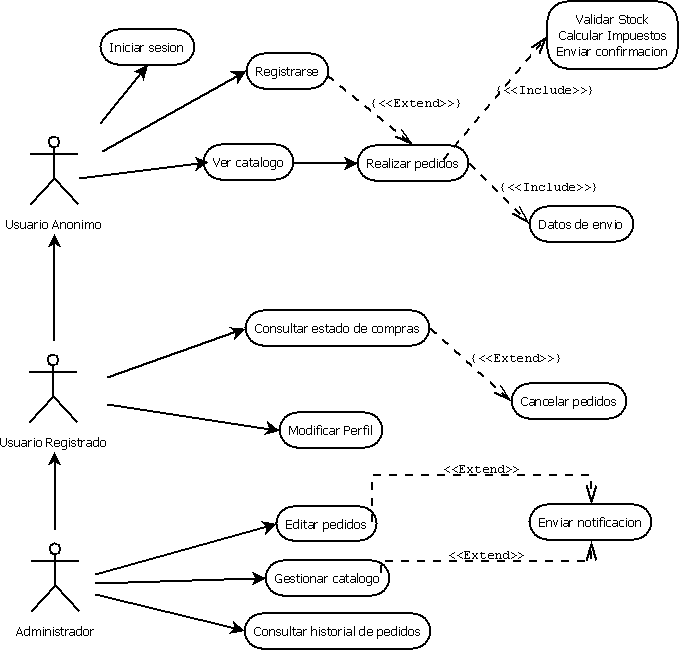 Validar Stock
Calcular Impuestos
Enviar confirmacion
Iniciar sesion
Registrarse
{<<Extend>>}
{<<Include>>}
Ver catalogo
Realizar pedidos
{<<Include>>}
Usuario Anonimo
Datos de envio
Consultar estado de compras
{<<Extend>>}
Cancelar pedidos
Modificar Perfil
Usuario Registrado
<<Extend>>
Editar pedidos
Enviar notificacion
<<Extend>>
Gestionar catalogo
Administrador
Consultar historial de pedidos